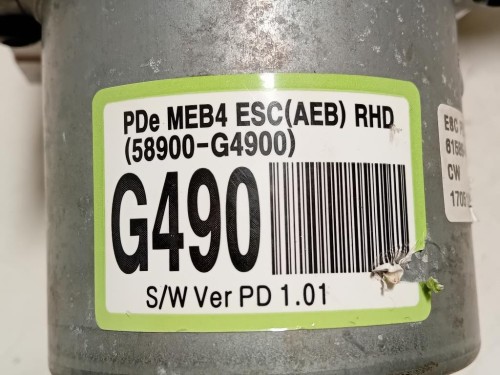 PDe MEB4 ESC(AEB) RHD
(58900-G4900)
G490
S/W Ver PD 1.01
CW